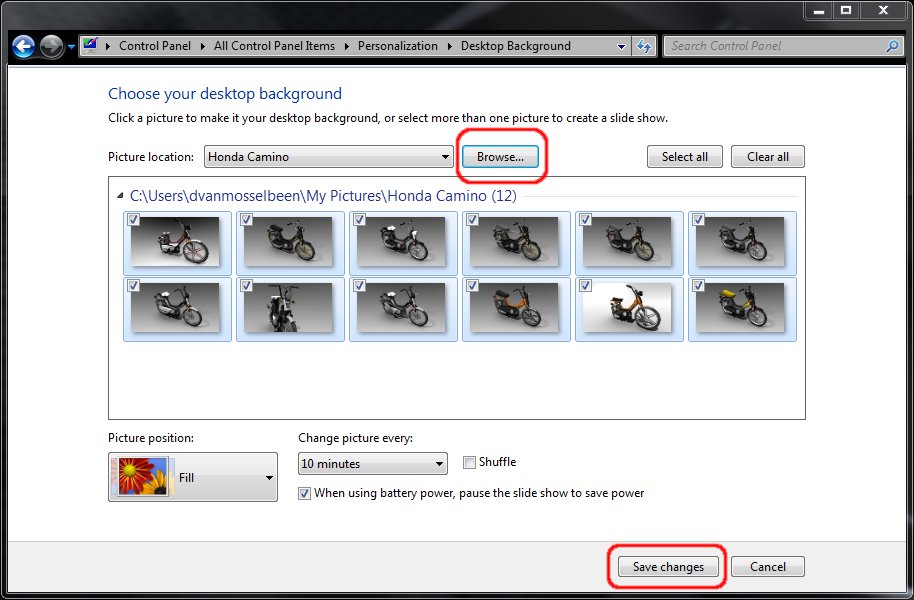 Control Panel All Control Panel Items Personalization Desktop Background
Search Control Panel
Choose your desktop background
Click a picture to make it your desktop background, or select more than one picture to create a slide show.
Picture location: Honda Camino Browse... Select all Clear all
C:\Users\dvanmosselbeen\My Pictures\Honda Camino (12)
Picture position: Change picture every:
Fill 10 minutes Shuffle
When using battery power, pause the slide show to save power
Save changes Cancel